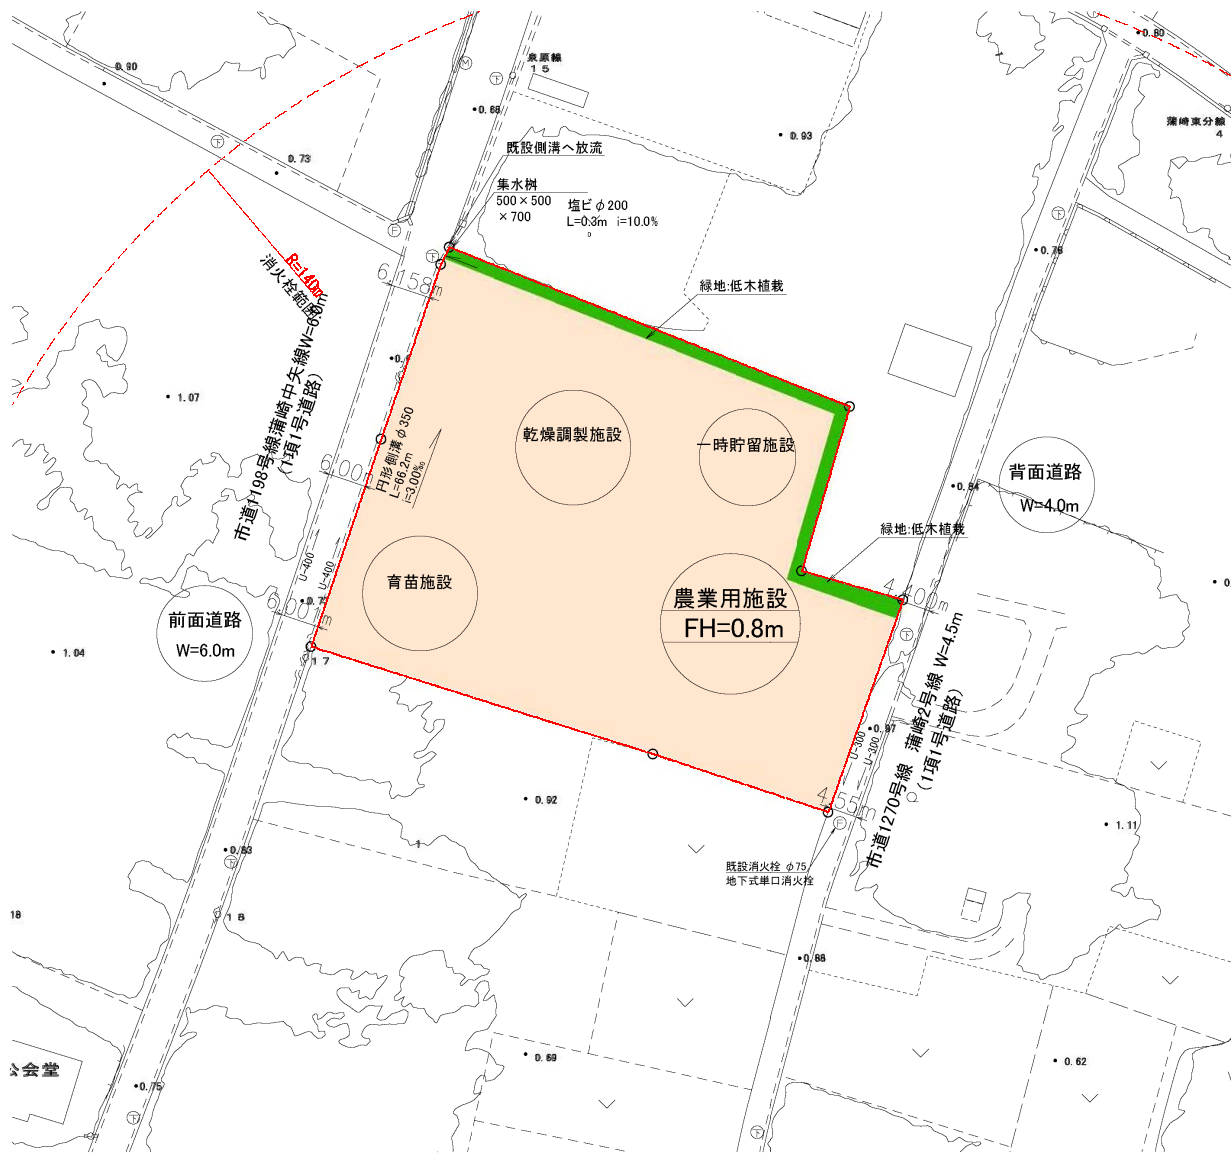 0.80
泉原線
15
0.90
0.68
0.93
蒲崎東分線
4
0.73
既設側溝へ放流
集水桝
500×500
×700
塩ビφ200
L=0.3m i=10.0%
0.76
R=140m
消火栓範囲
6.158m
緑地:低木植栽
市道1198号線蒲崎中央線W=6.0m
(1項1号道路)
1.07
円形側溝φ350
L=66.2m
i=3.00‰
乾燥調製施設
一時貯留施設
背面道路
W=4.0m
0.84
緑地:低木植栽
U-400
U-400
育苗施設
農業用施設
FH=0.8m
前面道路
W=6.0m
6.001m
1.04
17
市道1270号線 蒲崎2号線 W=4.5m
(1項1号道路)
0.97
U-300
U-300
0.92
1.11
0.83
既設消火栓 φ75
地下式単口消火栓
18
18
0.88
0.69
0.62
公会堂
0.75